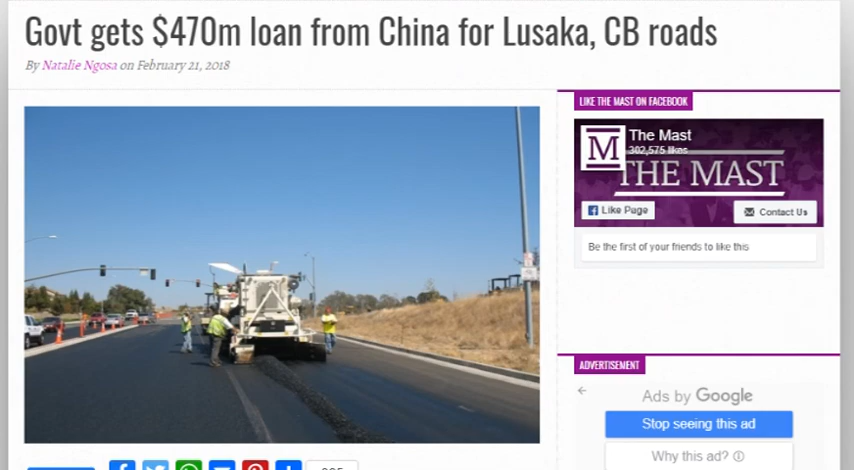 Govt gets $470m loan from China for Lusaka, CB roads
By Natalie Ngosa on February 21, 2018
LIKE THE MAST ON FACEBOOK
M
The Mast
302,575 likes
THE MAST
Like Page
Contact Us
Be the first of your friends to like this
ADVERTISEMENT
Ads by Google
Stop seeing this ad
Why this ad?